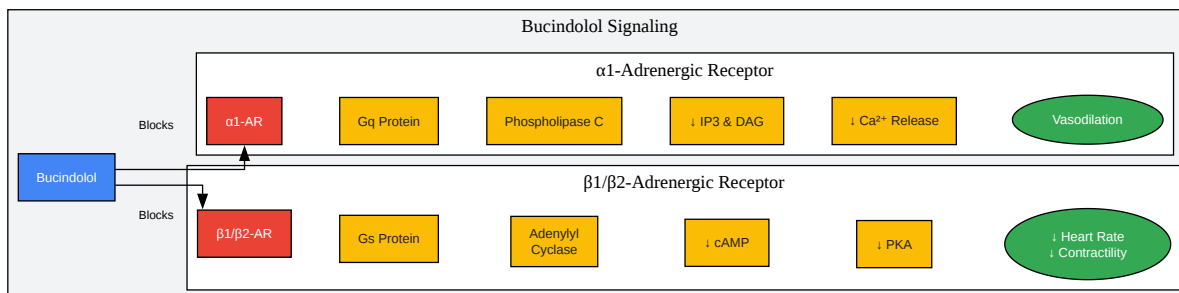 Bucindolol Signaling
α1-Adrenergic Receptor
Blocks
α1-AR
Gq Protein
Phospholipase C
↓ IP3 & DAG
↓ Ca²⁺ Release
Vasodilation
Bucindolol
β1/β2-Adrenergic Receptor
Blocks
β1/β2-AR
Gs Protein
Adenylyl
Cyclase
↓ cAMP
↓ PKA
↓ Heart Rate
↓ Contractility